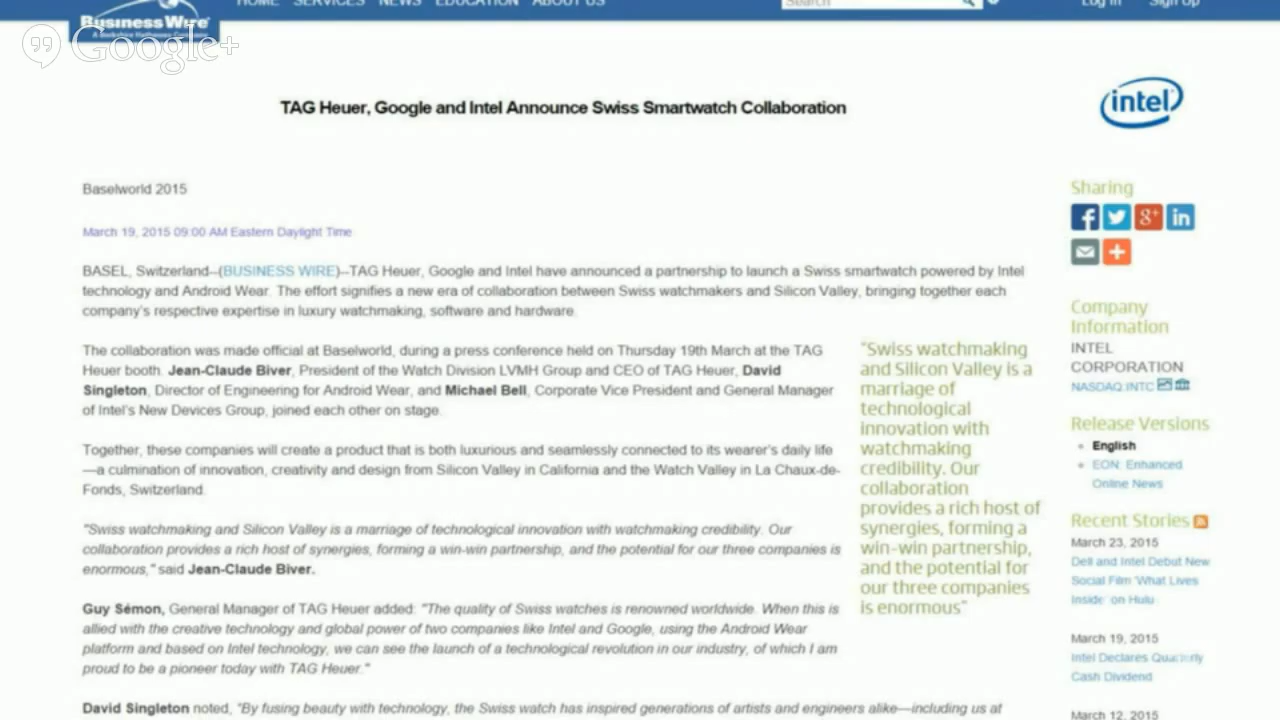 HOME SERVICES NEWS EDUCATION ABOUT US
Search
Log In Sign Up
Business Wire
A Berkshire Hathaway Company
Google+
TAG Heuer, Google and Intel Announce Swiss Smartwatch Collaboration
intel
Baselworld 2015
March 19, 2015 09:00 AM Eastern Daylight Time
BASEL, Switzerland--(BUSINESS WIRE)--TAG Heuer, Google and Intel have announced a partnership to launch a Swiss smartwatch powered by Intel
technology and Android Wear. The effort signifies a new era of collaboration between Swiss watchmakers and Silicon Valley, bringing together each
company's respective expertise in luxury watchmaking, software and hardware.
The collaboration was made official at Baselworld, during a press conference held on Thursday 19th March at the TAG
Heuer booth. Jean-Claude Biver, President of the Watch Division LVMH Group and CEO of TAG Heuer, David
Singleton, Director of Engineering for Android Wear, and Michael Bell, Corporate Vice President and General Manager
of Intel's New Devices Group, joined each other on stage.
Together, these companies will create a product that is both luxurious and seamlessly connected to its wearer's daily life
—a culmination of innovation, creativity and design from Silicon Valley in California and the Watch Valley in La Chaux-de-
Fonds, Switzerland.
"Swiss watchmaking and Silicon Valley is a marriage of technological innovation with watchmaking credibility. Our
collaboration provides a rich host of synergies, forming a win-win partnership, and the potential for our three companies is
enormous," said Jean-Claude Biver.
Guy Sémon, General Manager of TAG Heuer added: "The quality of Swiss watches is renowned worldwide. When this is
allied with the creative technology and global power of two companies like Intel and Google, using the Android Wear
platform and based on Intel technology, we can see the launch of a technological revolution in our industry, of which I am
proud to be a pioneer today with TAG Heuer."
David Singleton noted, "By fusing beauty with technology, the Swiss watch has inspired generations of artists and engineers alike—including us at
"Swiss watchmaking
and Silicon Valley is a
marriage of
technological
innovation with
watchmaking
credibility. Our
collaboration
provides a rich host of
synergies, forming a
win-win partnership,
and the potential for
our three companies
is enormous"
Sharing
8+
in
Company
Information
INTEL
CORPORATION
NASDAQ:INTC
Release Versions
English
EON: Enhanced
Online News
Recent Stories
March 23, 2015
Dell and Intel Debut New
Social Film 'What Lives
Inside' on Hulu
March 19, 2015
Intel Declares Quarterly
Cash Dividend
March 12, 2015